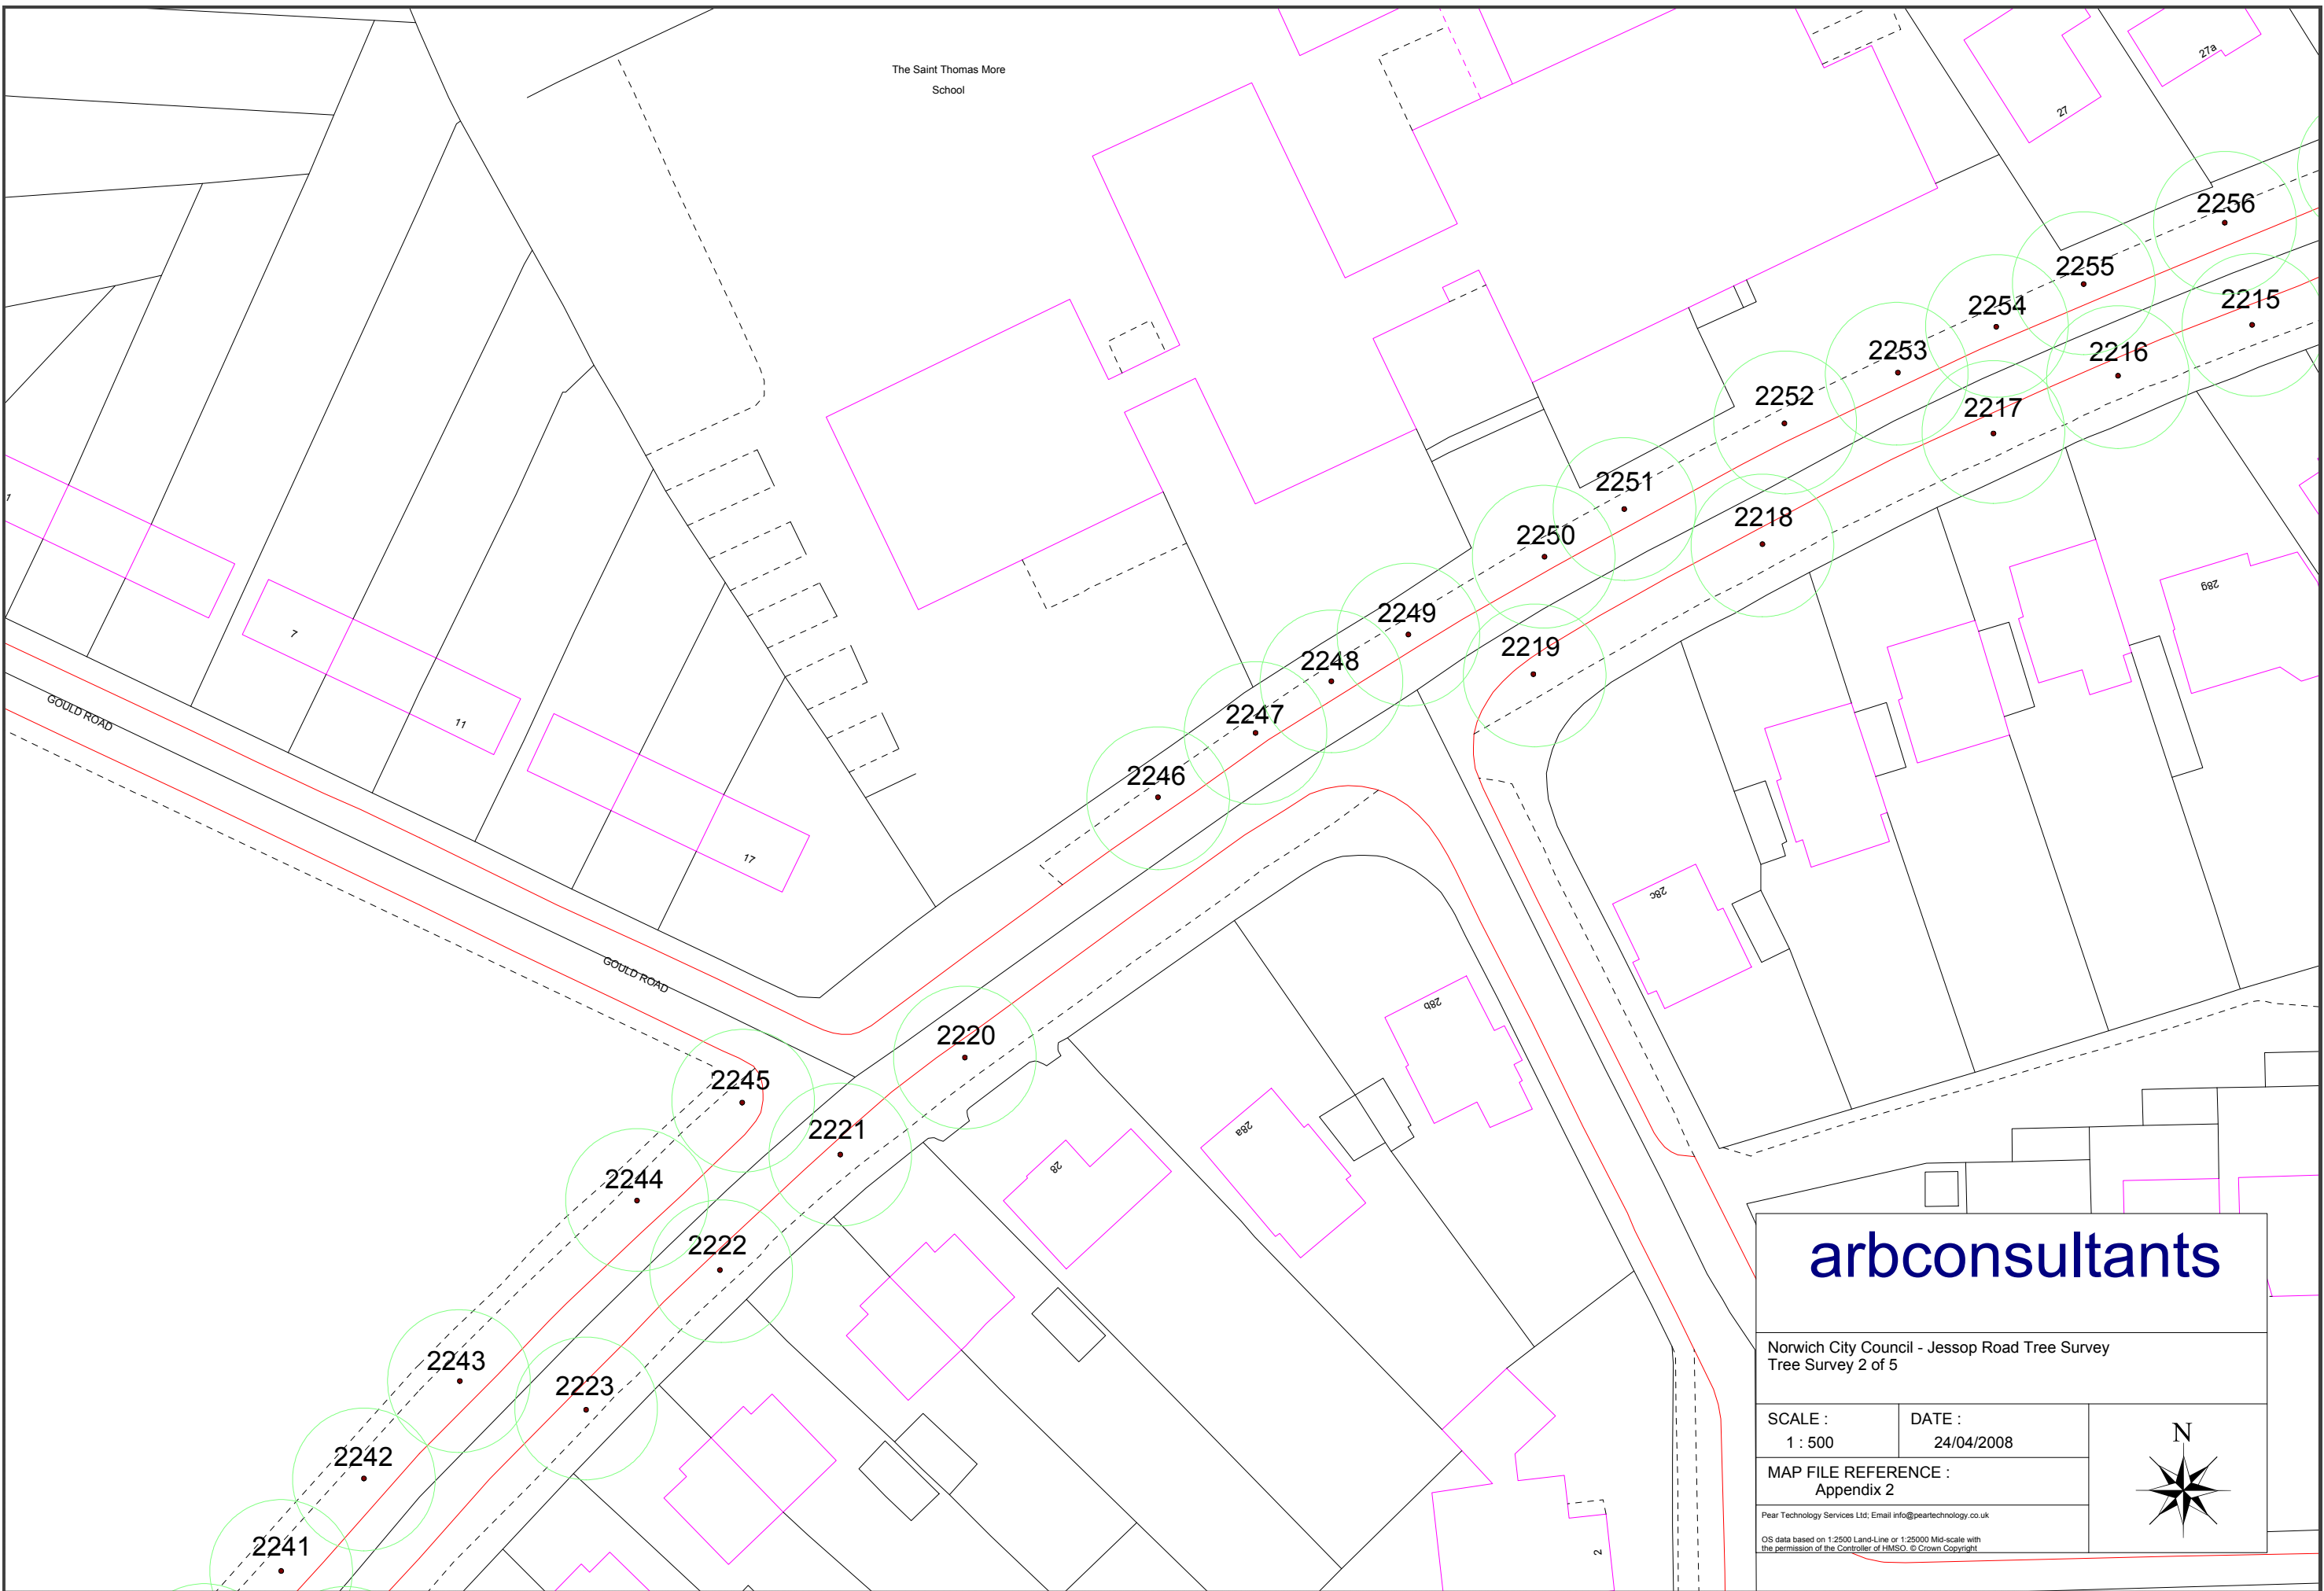 The Saint Thomas More
School
27a
27
2256
2255
2215
2254
2216
2253
2252
2217
1
2251
2218
2250
28g
2249
7
2219
2248
GOULD ROAD
11
2247
2246
17
28c
GOULD ROAD
28b
2220
2245
2221
28a
28
2244
2222
2243
2223
2242
2241
2
arbconsultants
Norwich City Council - Jessop Road Tree Survey
Tree Survey 2 of 5
SCALE :
1 : 500
DATE :
24/04/2008
N
MAP FILE REFERENCE :
Appendix 2
Pear Technology Services Ltd; Email info@peartechnology.co.uk
OS data based on 1:2500 Land-Line or 1:25000 Mid-scale with
the permission of the Controller of HMSO. © Crown Copyright